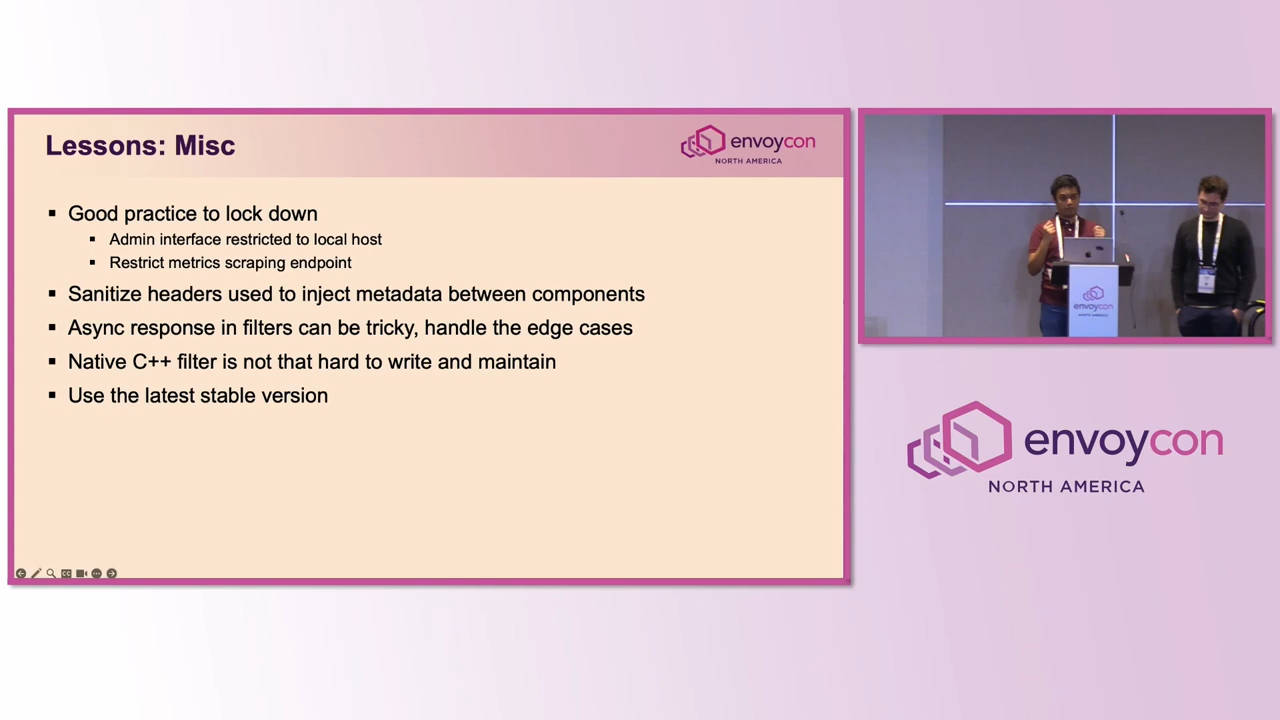 Lessons: Misc
envoycon
NORTH AMERICA
▪ Good practice to lock down
▪ Admin interface restricted to local host
▪ Restrict metrics scraping endpoint
▪ Sanitize headers used to inject metadata between components
▪ Async response in filters can be tricky, handle the edge cases
▪ Native C++ filter is not that hard to write and maintain
▪ Use the latest stable version
envoycon
NORTH AMERICA
envoycon
NORTH AMERICA